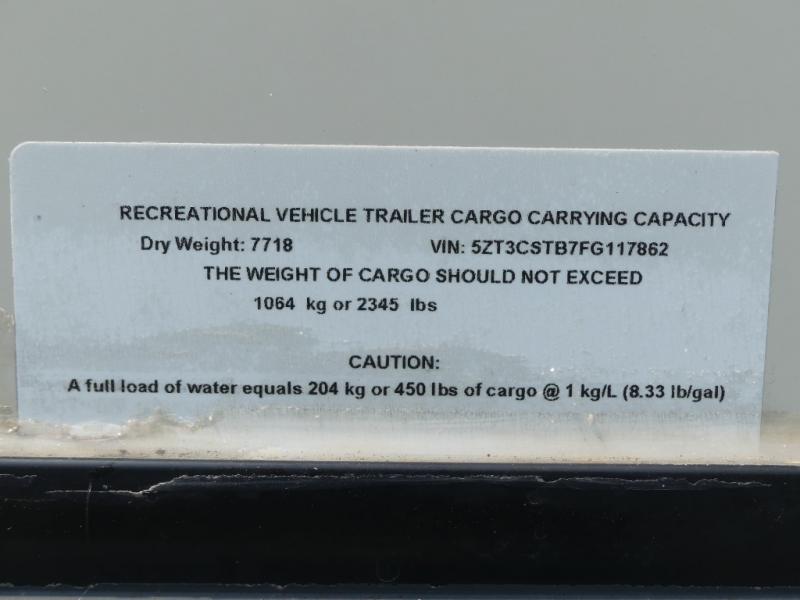 RECREATIONAL VEHICLE TRAILER CARGO CARRYING CAPACITY
Dry Weight: 7718 VIN: 5ZT3CSTB7FG117862
THE WEIGHT OF CARGO SHOULD NOT EXCEED
1064 kg or 2345 lbs
CAUTION:
A full load of water equals 204 kg or 450 lbs of cargo @ 1 kg/L (8.33 lb/gal)